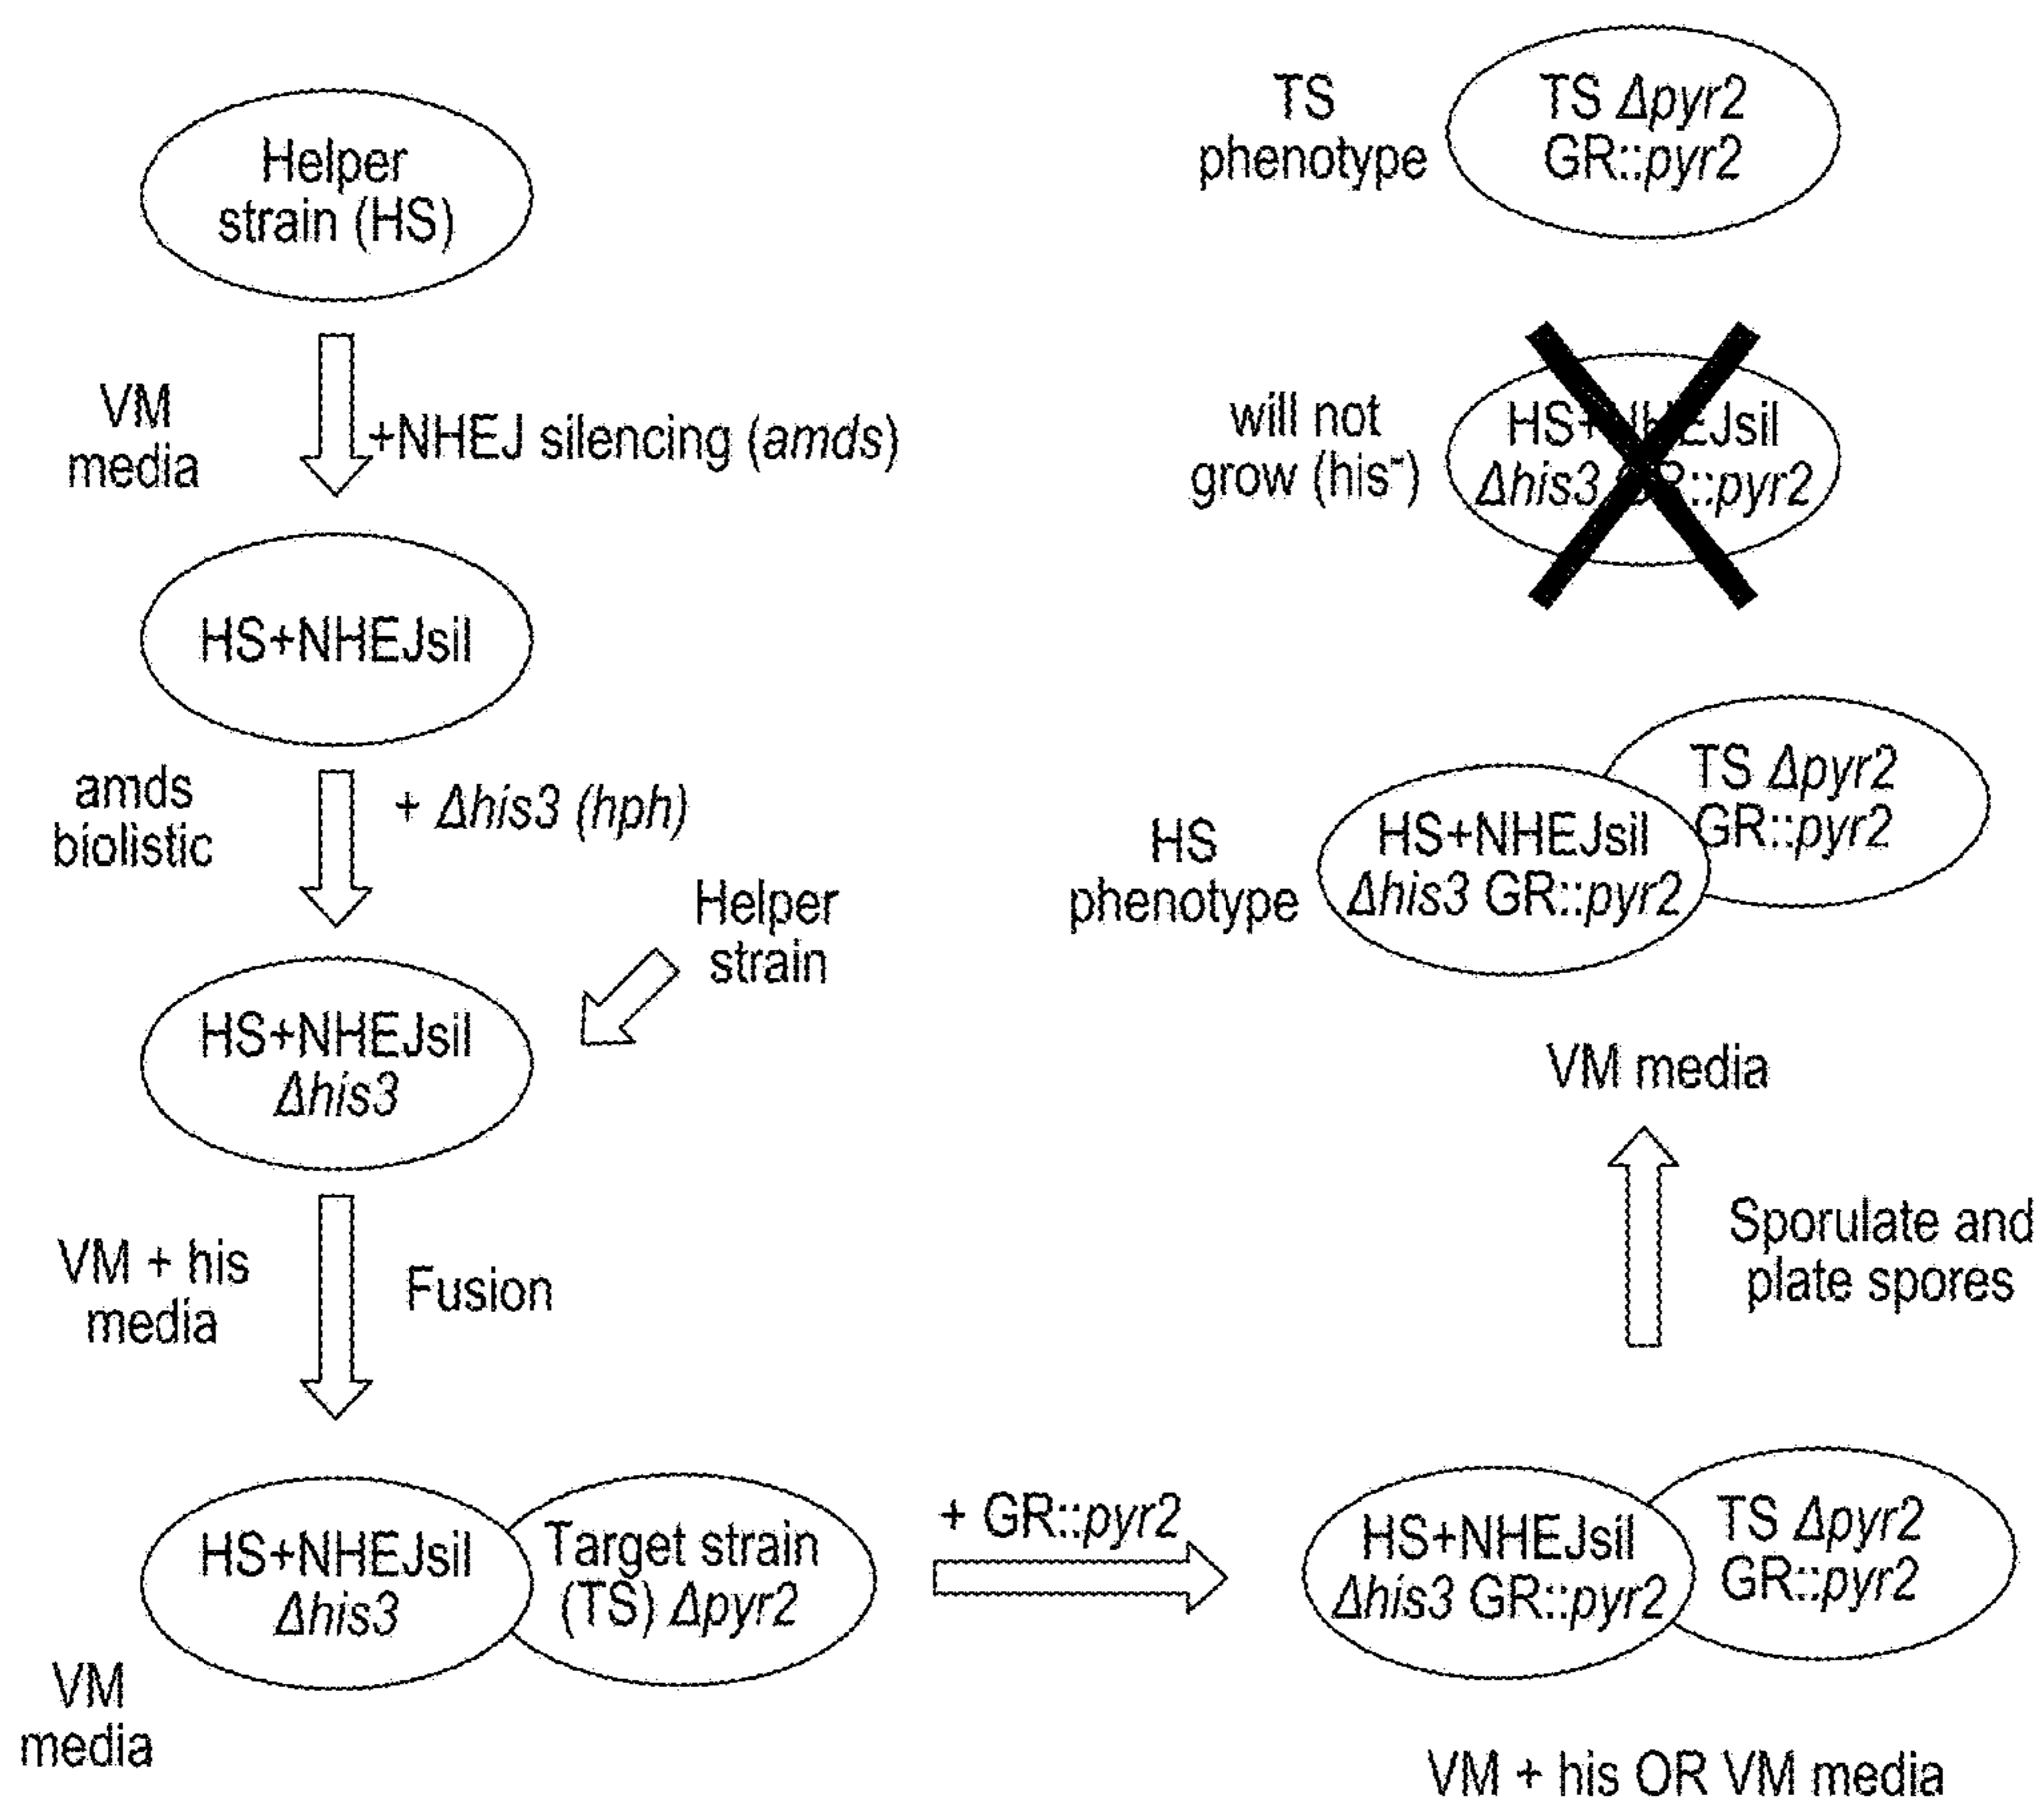 Helper
strain (HS)
VM
media
+NHEJ silencing (amds)
HS+NHEJsil
amds
biolistic
+ Δhis3 (hph)
Helper
strain
HS+NHEJsil
Δhis3
VM + his
media
Fusion
HS+NHEJsil
Δhis3
Target strain
(TS) Δpyr2
VM
media
+ GR::pyr2
HS+NHEJsil
Δhis3 GR::pyr2
TS Δpyr2
GR::pyr2
VM + his OR VM media
Sporulate and
plate spores
VM media
HS
phenotype
HS+NHEJsil
Δhis3 GR::pyr2
TS Δpyr2
GR::pyr2
will not
grow (his⁻)
HS+NHEJsil
Δhis3 GR::pyr2
TS
phenotype
TS Δpyr2
GR::pyr2